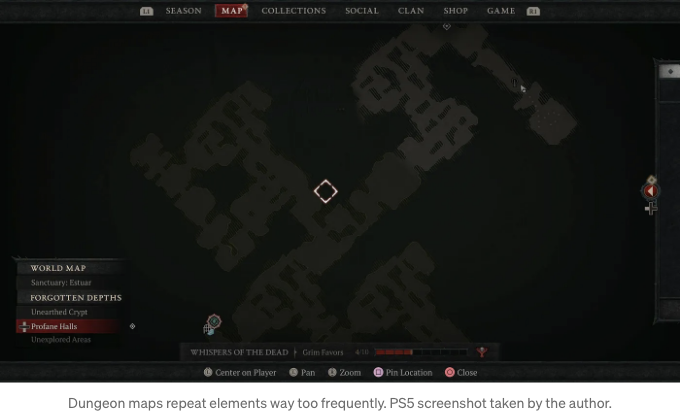 L1 SEASON MAP COLLECTIONS SOCIAL CLAN SHOP GAME R1
WORLD MAP
Sanctuary: Estuar
FORGOTTEN DEPTHS
Unearthed Crypt
Profane Halls
Unexplored Areas
WHISPERS OF THE DEAD Grim Favors 4/10
Center on Player Pan Zoom Pin Location Close
Dungeon maps repeat elements way too frequently. PS5 screenshot taken by the author.